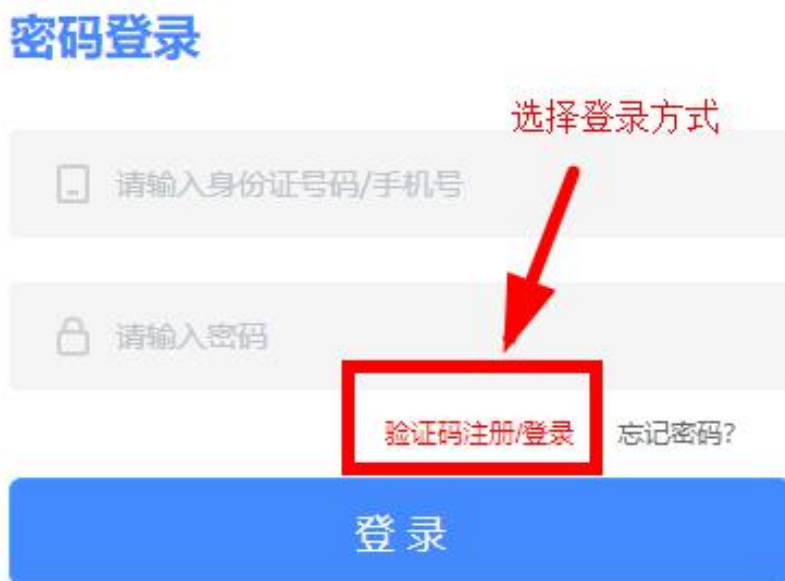 密码登录
选择登录方式
请输入身份证号码/手机号
请输入密码
验证码注册/登录 忘记密码?
登录